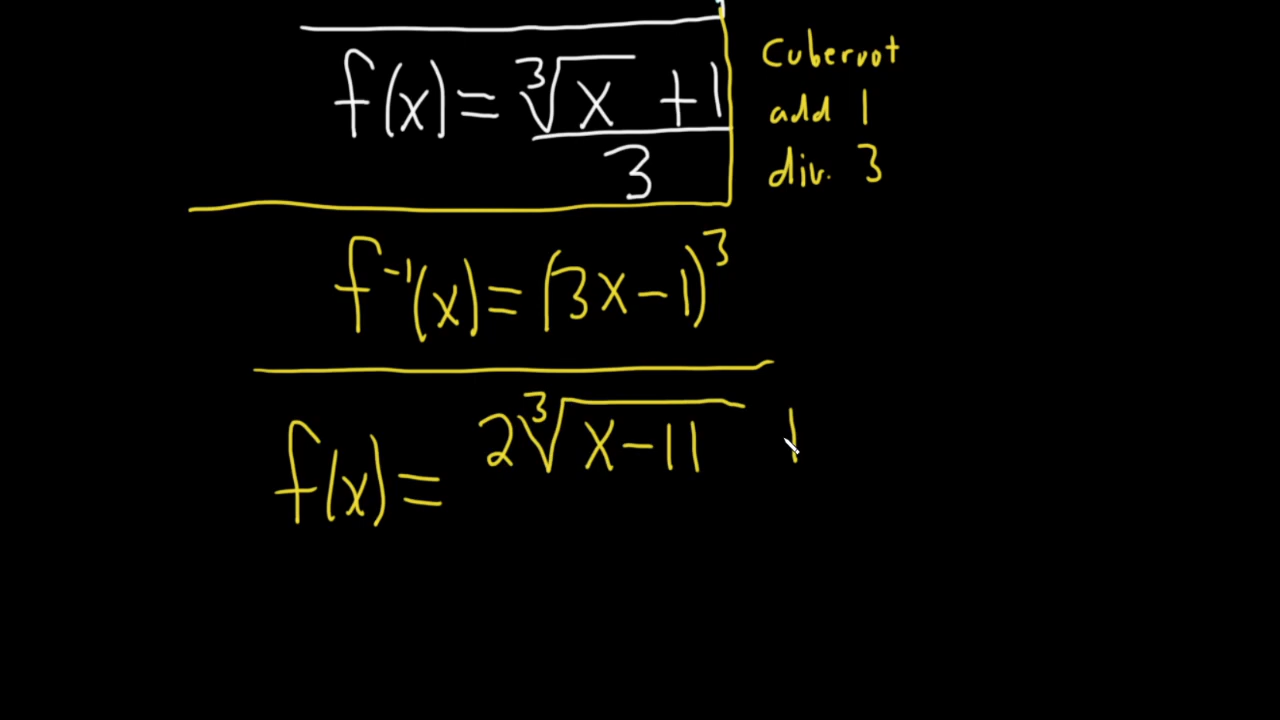 f(x) = ∛x + 1 / 3
Cuberoot
add 1
div. 3
f⁻¹(x) = (3x − 1)³
f(x) = 2∛(x − 11)